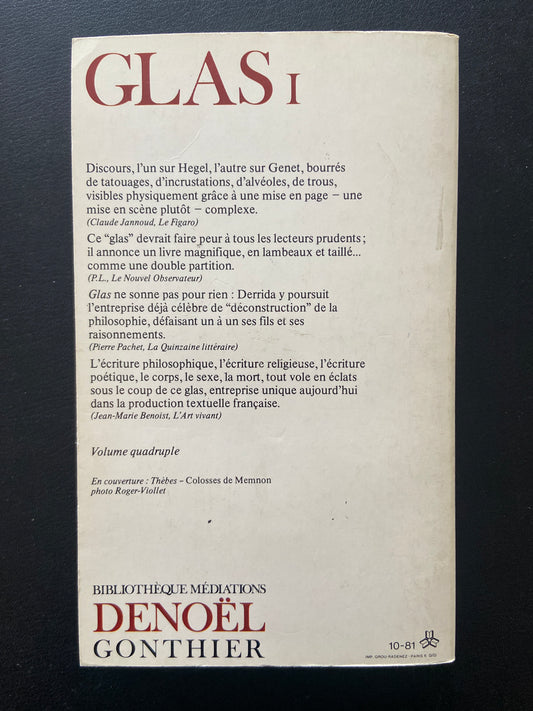 GLAS I
Discours, l'un sur Hegel, l'autre sur Genet, bourrés
de tatouages, d'incrustations, d'alvéoles, de trous,
visibles physiquement grâce à une mise en page – une
mise en scène plutôt – complexe.
(Claude Jannoud, Le Figaro)
Ce “glas” devrait faire peur à tous les lecteurs prudents ;
il annonce un livre magnifique, en lambeaux et taillé...
comme une double partition.
(P.L., Le Nouvel Observateur)
Glas ne sonne pas pour rien : Derrida y poursuit
l'entreprise déjà célèbre de “déconstruction” de la
philosophie, défaisant un à un ses fils et ses
raisonnements.
(Pierre Pachet, La Quinzaine littéraire)
L'écriture philosophique, l'écriture religieuse, l'écriture
poétique, le corps, le sexe, la mort, tout vole en éclats
sous le coup de ce glas, entreprise unique aujourd'hui
dans la production textuelle française.
(Jean-Marie Benoist, L'Art vivant)
Volume quadruple
En couverture : Thèbes – Colosses de Memnon
photo Roger-Viollet
BIBLIOTHÈQUE MÉDIATIONS
DENOËL
GONTHIER
10-81
IMP. GROU-RADENEZ - PARIS 6